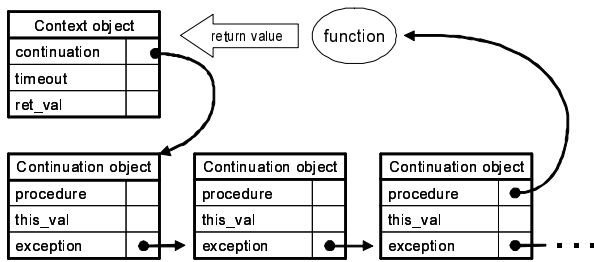 Context object
continuation
timeout
ret_val
return value
function
Continuation object
procedure
this_val
exception
Continuation object
procedure
this_val
exception
Continuation object
procedure
this_val
exception